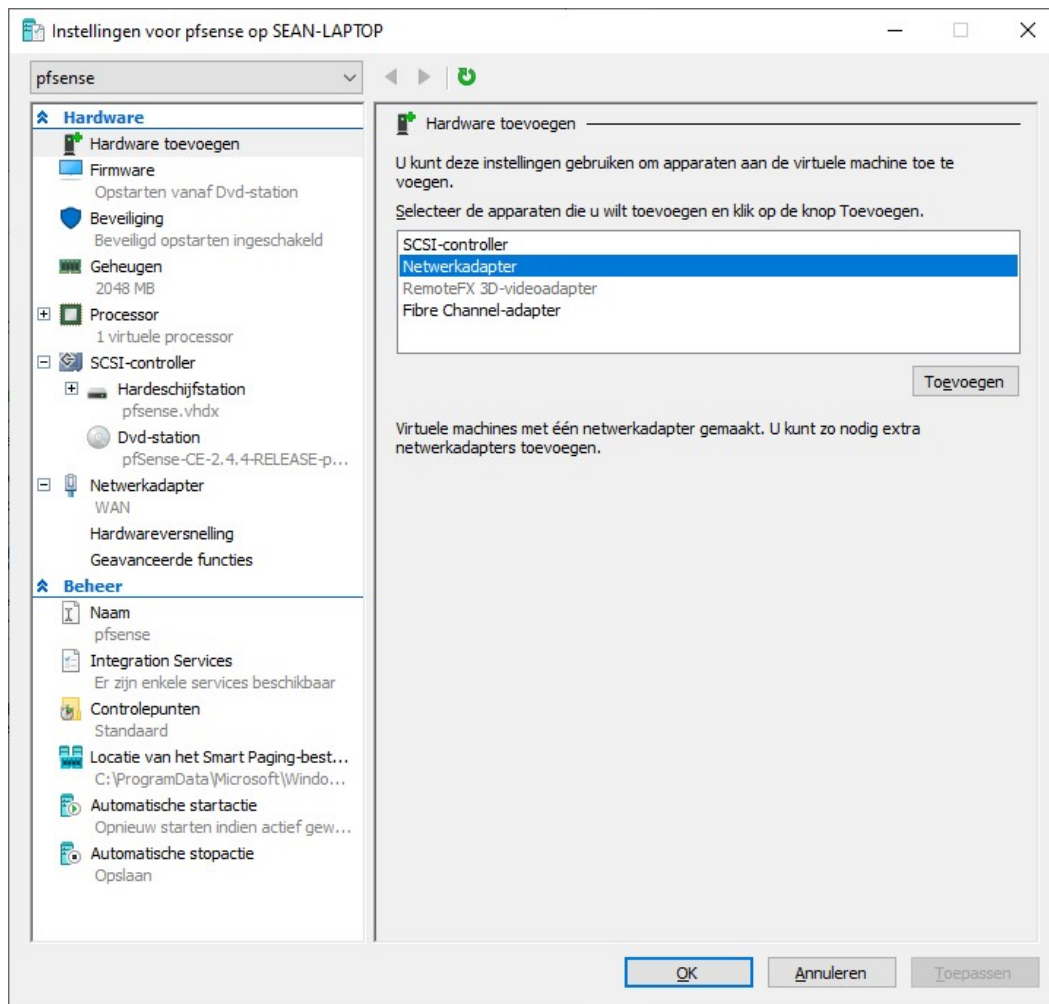 Instellingen voor pfsense op SEAN-LAPTOP
pfsense
Hardware
Hardware toevoegen
Firmware
Opstarten vanaf Dvd-station
Beveiliging
Beveiligd opstarten ingeschakeld
Geheugen
2048 MB
Processor
1 virtuele processor
SCSI-controller
Hardeschijfstation
pfsense.vhdx
Dvd-station
pfSense-CE-2.4.4-RELEASE-p...
Netwerkadapter
WAN
Hardwareversnelling
Geavanceerde functies
Beheer
Naam
pfsense
Integration Services
Er zijn enkele services beschikbaar
Controlepunten
Standaard
Locatie van het Smart Paging-best...
C:\ProgramData\Microsoft\Windo...
Automatische startactie
Opnieuw starten indien actief gew...
Automatische stopactie
Opslaan
Hardware toevoegen
U kunt deze instellingen gebruiken om apparaten aan de virtuele machine toe te
voegen.
Selecteer de apparaten die u wilt toevoegen en klik op de knop Toevoegen.
SCSI-controller
Netwerkadapter
RemoteFX 3D-videoadapter
Fibre Channel-adapter
Toevoegen
Virtuele machines met één netwerkadapter gemaakt. U kunt zo nodig extra
netwerkadapters toevoegen.
OK
Annuleren
Toepassen